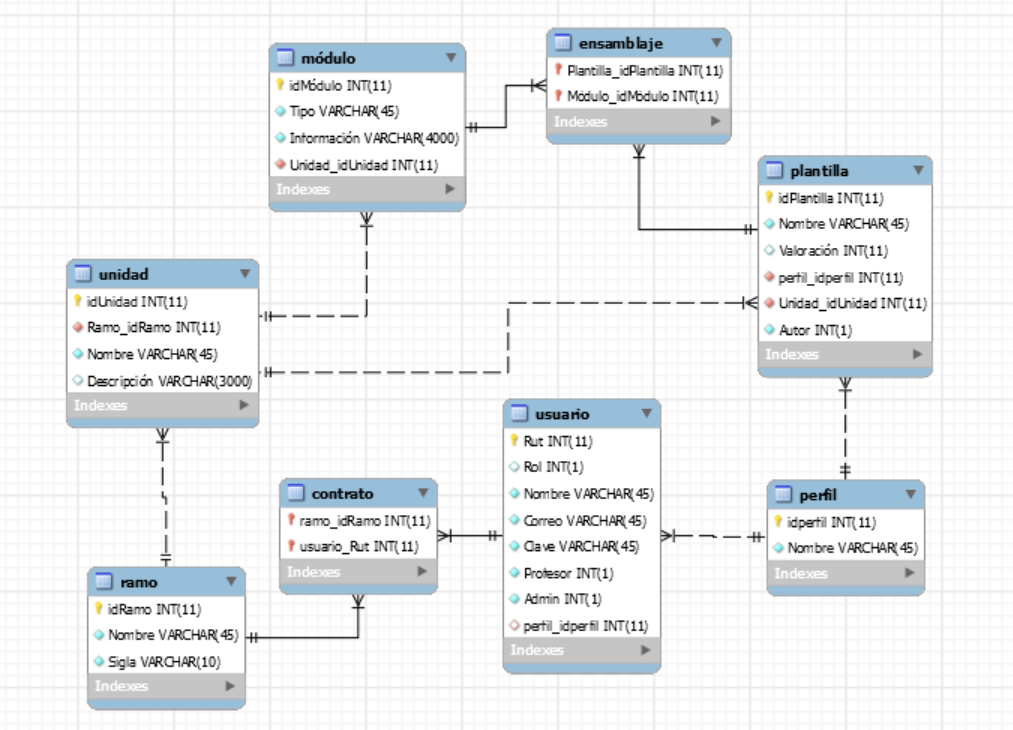 módulo
idMódulo INT(11)
Tipo VARCHAR(45)
Información VARCHAR(4000)
Unidad_idUnidad INT(11)
Indexes
ensamblaje
Plantilla_idPlantilla INT(11)
Módulo_idMódulo INT(11)
Indexes
plantilla
idPlantilla INT(11)
Nombre VARCHAR(45)
Valoración INT(11)
perfil_idperfil INT(11)
Unidad_idUnidad INT(11)
Autor INT(1)
Indexes
unidad
idUnidad INT(11)
Ramo_idRamo INT(11)
Nombre VARCHAR(45)
Descripción VARCHAR(3000)
Indexes
usuario
Rut INT(11)
Rol INT(1)
Nombre VARCHAR(45)
Correo VARCHAR(45)
Clave VARCHAR(45)
Profesor INT(1)
Admin INT(1)
perfil_idperfil INT(11)
Indexes
contrato
ramo_idRamo INT(11)
usuario_Rut INT(11)
Indexes
perfil
idperfil INT(11)
Nombre VARCHAR(45)
Indexes
ramo
idRamo INT(11)
Nombre VARCHAR(45)
Sigla VARCHAR(10)
Indexes